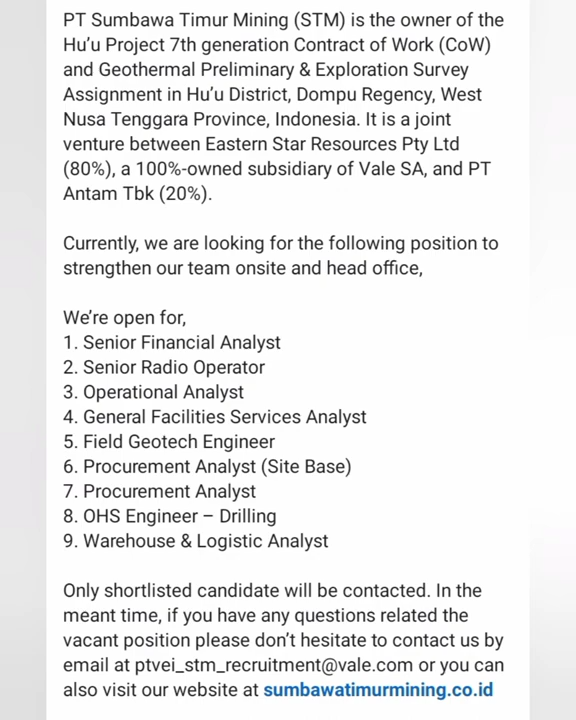 PT Sumbawa Timur Mining (STM) is the owner of the
Hu’u Project 7th generation Contract of Work (CoW)
and Geothermal Preliminary & Exploration Survey
Assignment in Hu’u District, Dompu Regency, West
Nusa Tenggara Province, Indonesia. It is a joint
venture between Eastern Star Resources Pty Ltd
(80%), a 100%-owned subsidiary of Vale SA, and PT
Antam Tbk (20%).
Currently, we are looking for the following position to
strengthen our team onsite and head office,
We’re open for,
1. Senior Financial Analyst
2. Senior Radio Operator
3. Operational Analyst
4. General Facilities Services Analyst
5. Field Geotech Engineer
6. Procurement Analyst (Site Base)
7. Procurement Analyst
8. OHS Engineer – Drilling
9. Warehouse & Logistic Analyst
Only shortlisted candidate will be contacted. In the
meant time, if you have any questions related the
vacant position please don’t hesitate to contact us by
email at ptvei_stm_recruitment@vale.com or you can
also visit our website at sumbawatimurmining.co.id